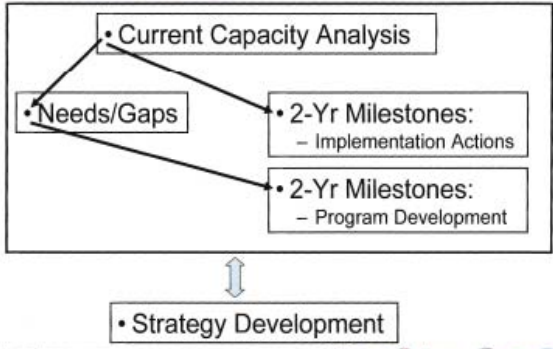 • Current Capacity Analysis
• Needs/Gaps
• 2-Yr Milestones:
– Implementation Actions
• 2-Yr Milestones:
– Program Development
• Strategy Development